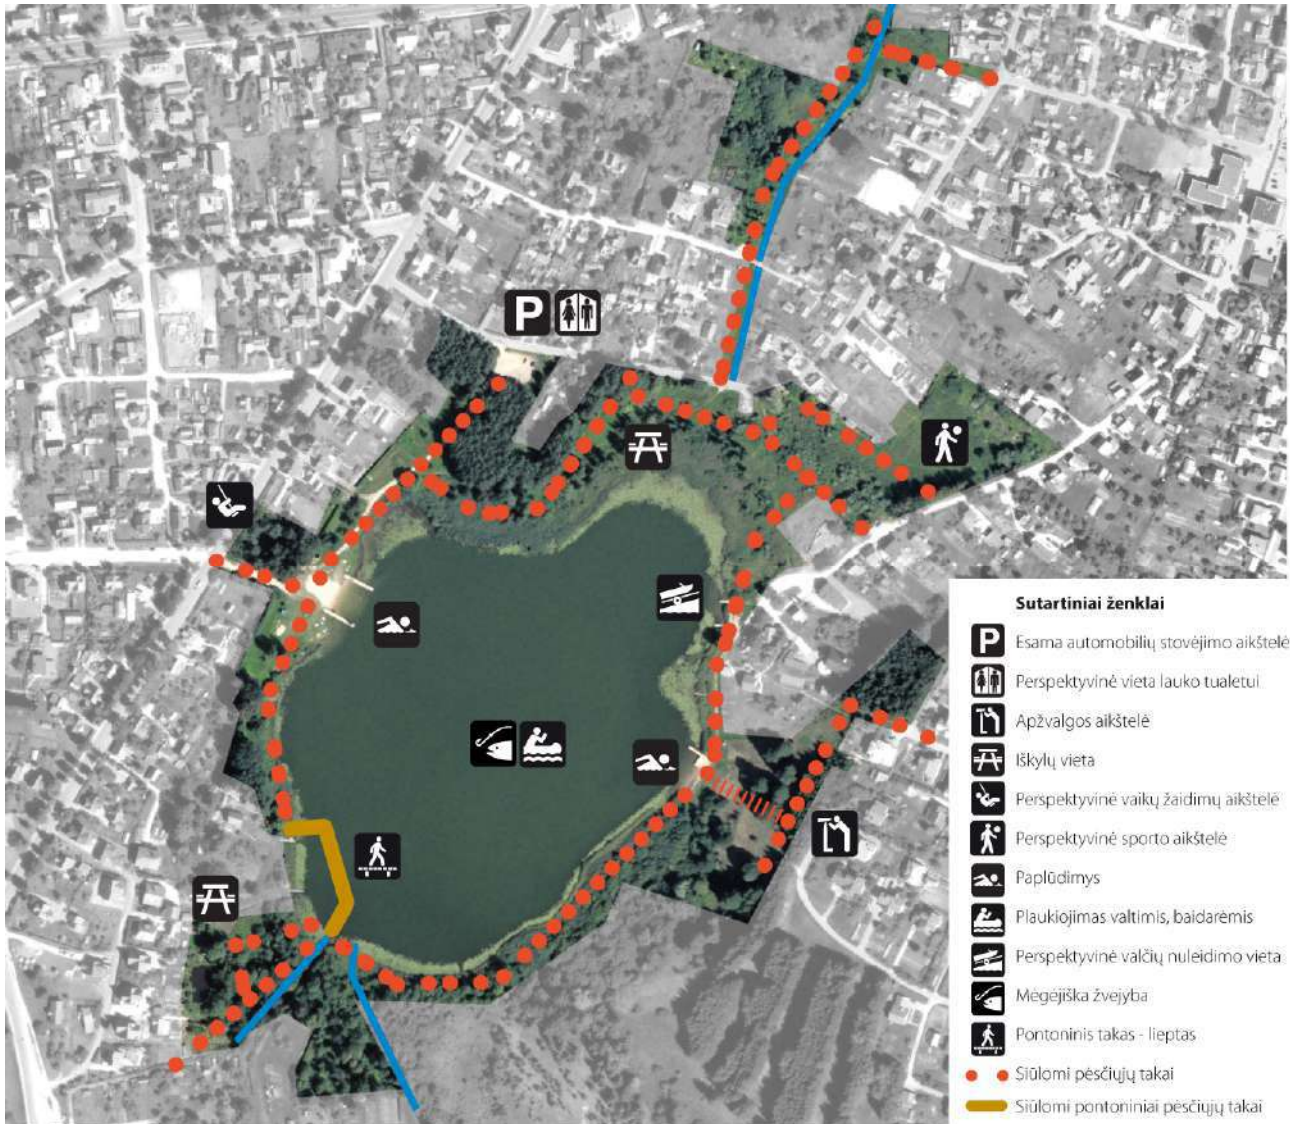 P
Sutartiniai ženklai
P Esama automobilių stovėjimo aikštelė
Perspektyvinė vieta lauko tualetui
Apžvalgos aikštelė
Iškylų vieta
Perspektyvinė vaikų žaidimų aikštelė
Perspektyvinė sporto aikštelė
Paplūdimys
Plaukiojimas valtimis, baidarėmis
Perspektyvinė valčių nuleidimo vieta
Mėgėjiška žvejyba
Pontoninis takas - lieptas
Siūlomi pėsčiųjų takai
Siūlomi pontoniniai pėsčiųjų takai